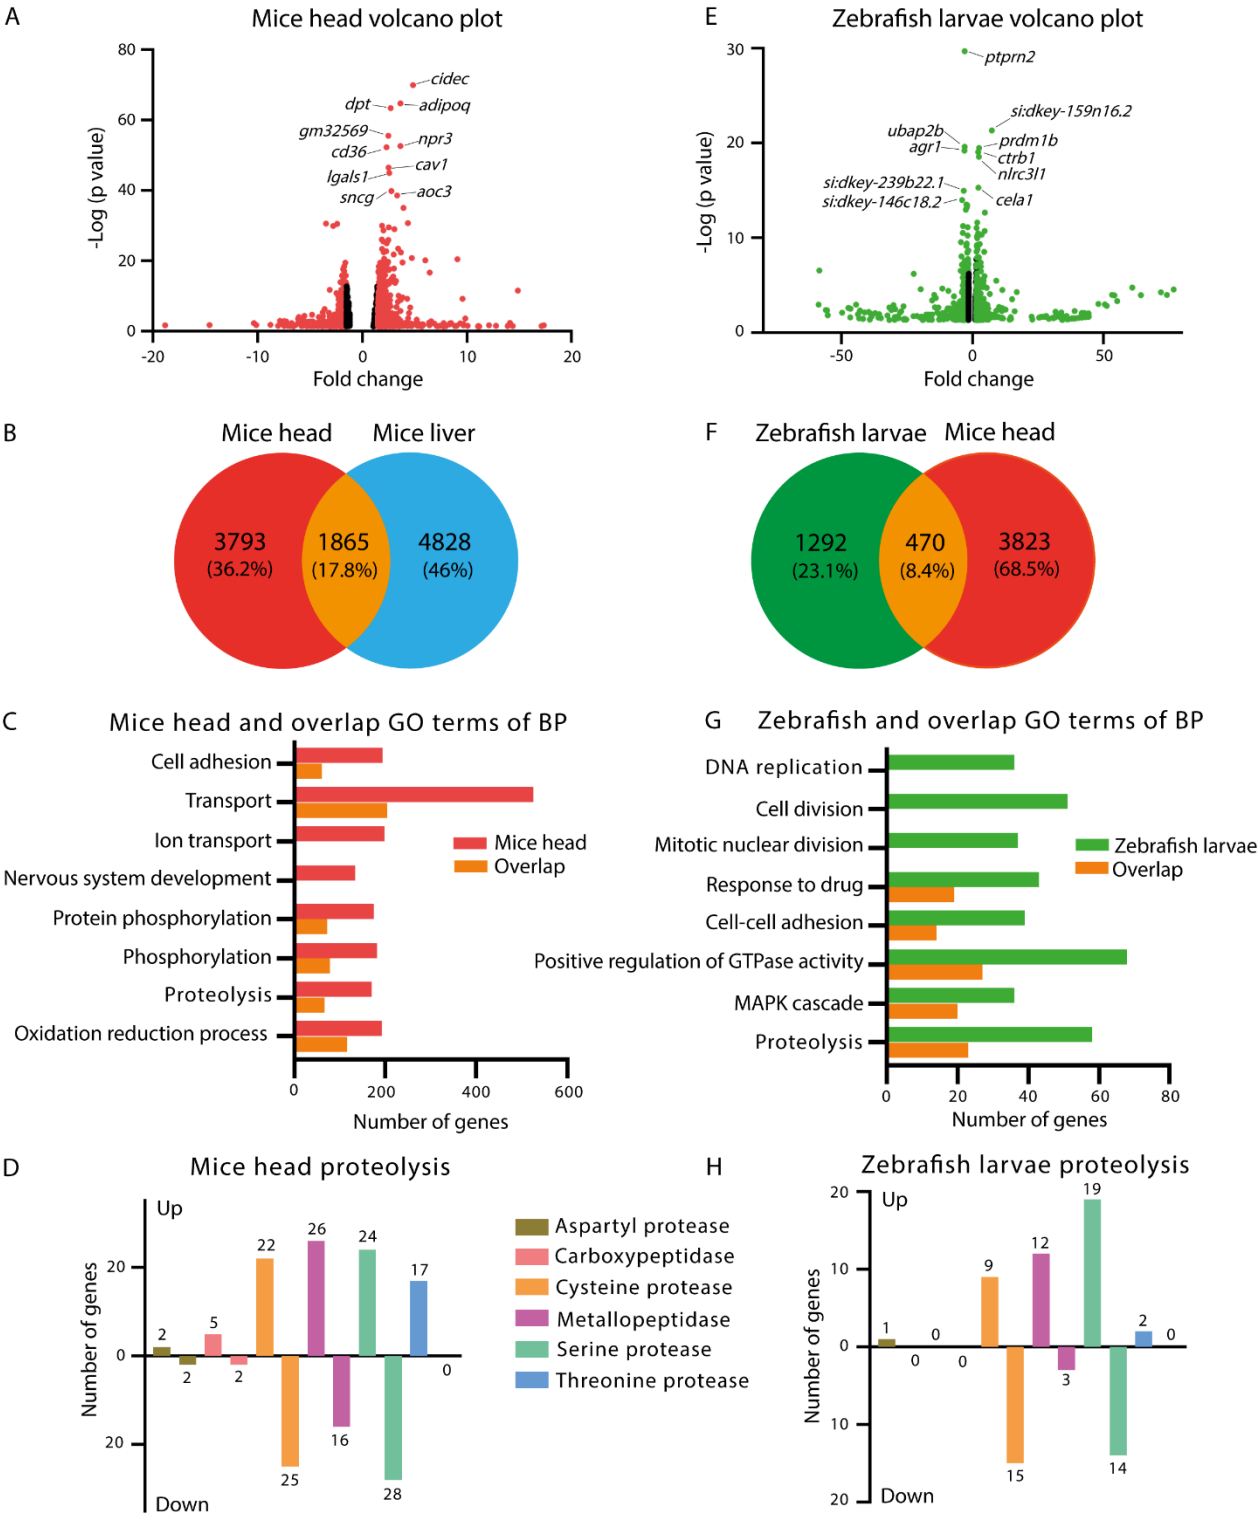 A
Mice head volcano plot
80
60
40
20
0
-Log (p value)
cidec
dpt
adipoq
gm32569
npr3
cd36
cav1
lgals1
aoc3
sncg
-20
-10
0
10
20
Fold change
E
Zebrafish larvae volcano plot
30
20
10
0
-Log (p value)
ptprn2
si:dkey-159n16.2
ubap2b
prdm1b
agr1
ctrb1
nlrc3l1
si:dkey-239b22.1
si:dkey-146c18.2
cela1
-50
0
50
Fold change
B
Mice head
Mice liver
3793
(36.2%)
1865
(17.8%)
4828
(46%)
F
Zebrafish larvae
Mice head
1292
(23.1%)
470
(8.4%)
3823
(68.5%)
C
Mice head and overlap GO terms of BP
Cell adhesion
Transport
Ion transport
Nervous system development
Protein phosphorylation
Phosphorylation
Proteolysis
Oxidation reduction process
Mice head
Overlap
0
200
400
600
Number of genes
G
Zebrafish and overlap GO terms of BP
DNA replication
Cell division
Mitotic nuclear division
Response to drug
Cell-cell adhesion
Positive regulation of GTPase activity
MAPK cascade
Proteolysis
Zebrafish larvae
Overlap
0
20
40
60
80
Number of genes
D
Mice head proteolysis
Up
Number of genes
20
0
20
Down
2
2
5
2
22
25
26
16
24
28
17
0
Aspartyl protease
Carboxypeptidase
Cysteine protease
Metallopeptidase
Serine protease
Threonine protease
H
Zebrafish larvae proteolysis
Up
Number of genes
20
10
0
10
20
Down
1
0
0
0
9
15
12
3
19
14
2
0